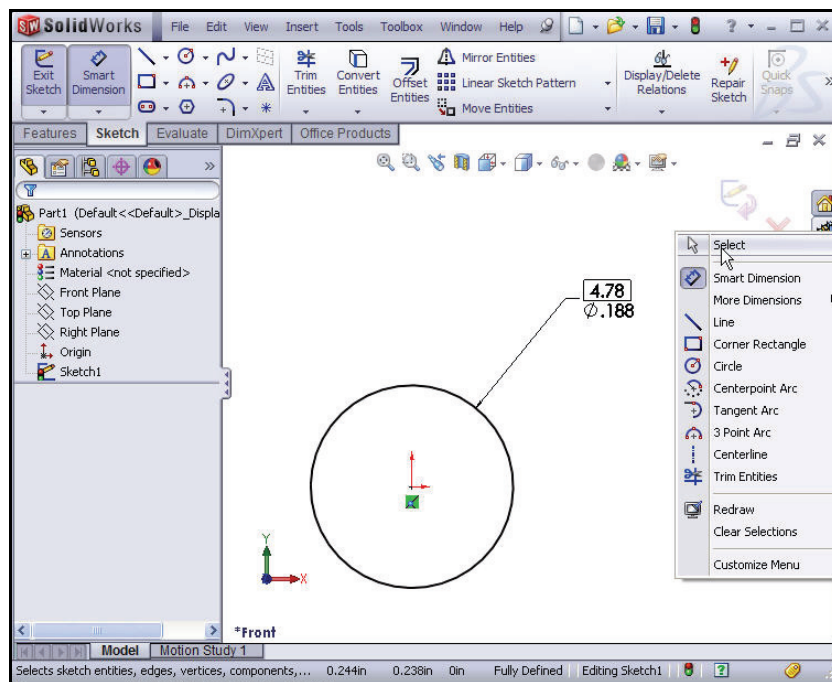 SolidWorks File Edit View Insert Tools Toolbox Window Help ?
Exit Sketch
Smart Dimension
Trim Entities
Convert Entities
Offset Entities
Mirror Entities
Linear Sketch Pattern
Move Entities
Display/Delete Relations
Repair Sketch
Quick Snaps
Features Sketch Evaluate DimXpert Office Products
Part1 (Default<<Default>_Displa
Sensors
Annotations
Material <not specified>
Front Plane
Top Plane
Right Plane
Origin
Sketch1
4.78
Ø.188
Select
Smart Dimension
More Dimensions
Line
Corner Rectangle
Circle
Centerpoint Arc
Tangent Arc
3 Point Arc
Centerline
Trim Entities
Redraw
Clear Selections
Customize Menu
Y
X
*Front
Model Motion Study 1
Selects sketch entities, edges, vertices, components,... 0.244in 0.238in 0in Fully Defined Editing Sketch1 ?